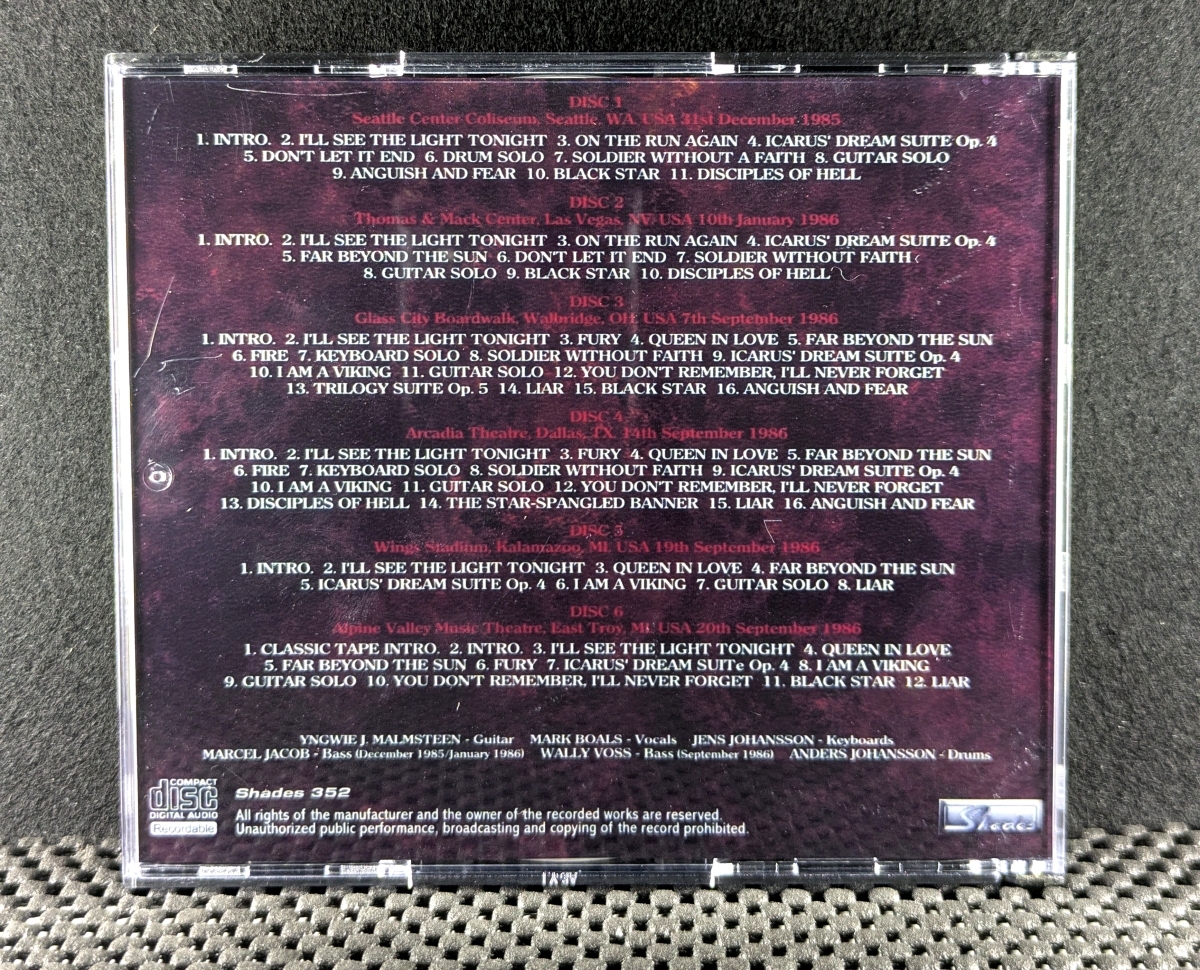 DISC 1
Seattle Center Coliseum, Seattle, WA. USA 31st December 1985
1. INTRO. 2. I'LL SEE THE LIGHT TONIGHT 3. ON THE RUN AGAIN 4. ICARUS' DREAM SUITE Op. 4
5. DON'T LET IT END 6. DRUM SOLO 7. SOLDIER WITHOUT A FAITH 8. GUITAR SOLO
9. ANGUISH AND FEAR 10. BLACK STAR 11. DISCIPLES OF HELL
DISC 2
Thomas & Mack Center, Las Vegas, NV. USA 10th January 1986
1. INTRO. 2. I'LL SEE THE LIGHT TONIGHT 3. ON THE RUN AGAIN 4. ICARUS' DREAM SUITE Op. 4
5. FAR BEYOND THE SUN 6. DON'T LET IT END 7. SOLDIER WITHOUT FAITH
8. GUITAR SOLO 9. BLACK STAR 10. DISCIPLES OF HELL
DISC 3
Glass City Boardwalk, Walbridge, OH. USA 7th September 1986
1. INTRO. 2. I'LL SEE THE LIGHT TONIGHT 3. FURY 4. QUEEN IN LOVE 5. FAR BEYOND THE SUN
6. FIRE 7. KEYBOARD SOLO 8. SOLDIER WITHOUT FAITH 9. ICARUS' DREAM SUITE Op. 4
10. I AM A VIKING 11. GUITAR SOLO 12. YOU DON'T REMEMBER, I'LL NEVER FORGET
13. TRILOGY SUITE Op. 5 14. LIAR 15. BLACK STAR 16. ANGUISH AND FEAR
DISC 4
Arcadia Theatre, Dallas, TX. 14th September 1986
1. INTRO. 2. I'LL SEE THE LIGHT TONIGHT 3. FURY 4. QUEEN IN LOVE 5. FAR BEYOND THE SUN
6. FIRE 7. KEYBOARD SOLO 8. SOLDIER WITHOUT FAITH 9. ICARUS' DREAM SUITE Op. 4
10. I AM A VIKING 11. GUITAR SOLO 12. YOU DON'T REMEMBER, I'LL NEVER FORGET
13. DISCIPLES OF HELL 14. THE STAR-SPANGLED BANNER 15. LIAR 16. ANGUISH AND FEAR
DISC 5
Wings Stadium, Kalamazoo, MI. USA 19th September 1986
1. INTRO. 2. I'LL SEE THE LIGHT TONIGHT 3. QUEEN IN LOVE 4. FAR BEYOND THE SUN
5. ICARUS' DREAM SUITE Op. 4 6. I AM A VIKING 7. GUITAR SOLO 8. LIAR
DISC 6
Alpine Valley Music Theatre, East Troy, MI. USA 20th September 1986
1. CLASSIC TAPE INTRO. 2. INTRO. 3. I'LL SEE THE LIGHT TONIGHT 4. QUEEN IN LOVE
5. FAR BEYOND THE SUN 6. FURY 7. ICARUS' DREAM SUITe Op. 4 8. I AM A VIKING
9. GUITAR SOLO 10. YOU DON'T REMEMBER, I'LL NEVER FORGET 11. BLACK STAR 12. LIAR
YNGWIE J. MALMSTEEN - Guitar MARK BOALS - Vocals JENS JOHANSSON - Keyboards
MARCEL JACOB - Bass (December 1985/January 1986) WALLY VOSS - Bass (September 1986) ANDERS JOHANSSON - Drums
COMPACT
disc
DIGITAL AUDIO
Recordable
Shades 352
All rights of the manufacturer and the owner of the recorded works are reserved.
Unauthorized public performance, broadcasting and copying of the record prohibited.
Shades